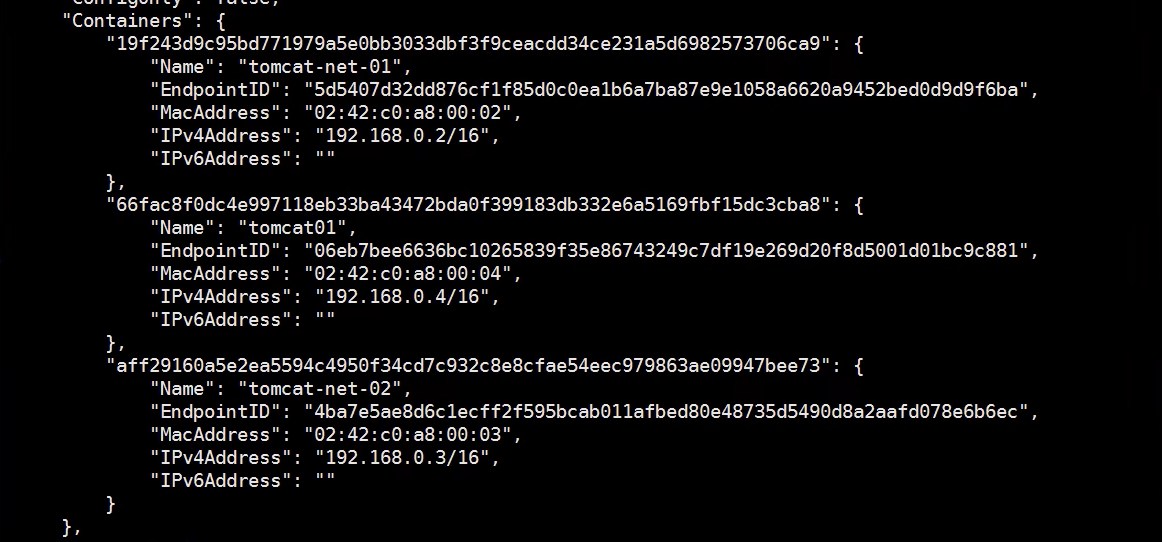 "ConfigOnly": false,
"Containers": {
"19f243d9c95bd771979a5e0bb3033dbf3f9ceacdd34ce231a5d6982573706ca9": {
"Name": "tomcat-net-01",
"EndpointID": "5d5407d32dd876cf1f85d0c0ea1b6a7ba87e9e1058a6620a9452bed0d9d9f6ba",
"MacAddress": "02:42:c0:a8:00:02",
"IPv4Address": "192.168.0.2/16",
"IPv6Address": ""
},
"66fac8f0dc4e997118eb33ba43472bda0f399183db332e6a5169fbf15dc3cba8": {
"Name": "tomcat01",
"EndpointID": "06eb7bee6636bc10265839f35e86743249c7df19e269d20f8d5001d01bc9c881",
"MacAddress": "02:42:c0:a8:00:04",
"IPv4Address": "192.168.0.4/16",
"IPv6Address": ""
},
"aff29160a5e2ea5594c4950f34cd7c932c8e8cfae54eec979863ae09947bee73": {
"Name": "tomcat-net-02",
"EndpointID": "4ba7e5ae8d6c1ecff2f595bcab011afbed80e48735d5490d8a2aafd078e6b6ec",
"MacAddress": "02:42:c0:a8:00:03",
"IPv4Address": "192.168.0.3/16",
"IPv6Address": ""
}
},